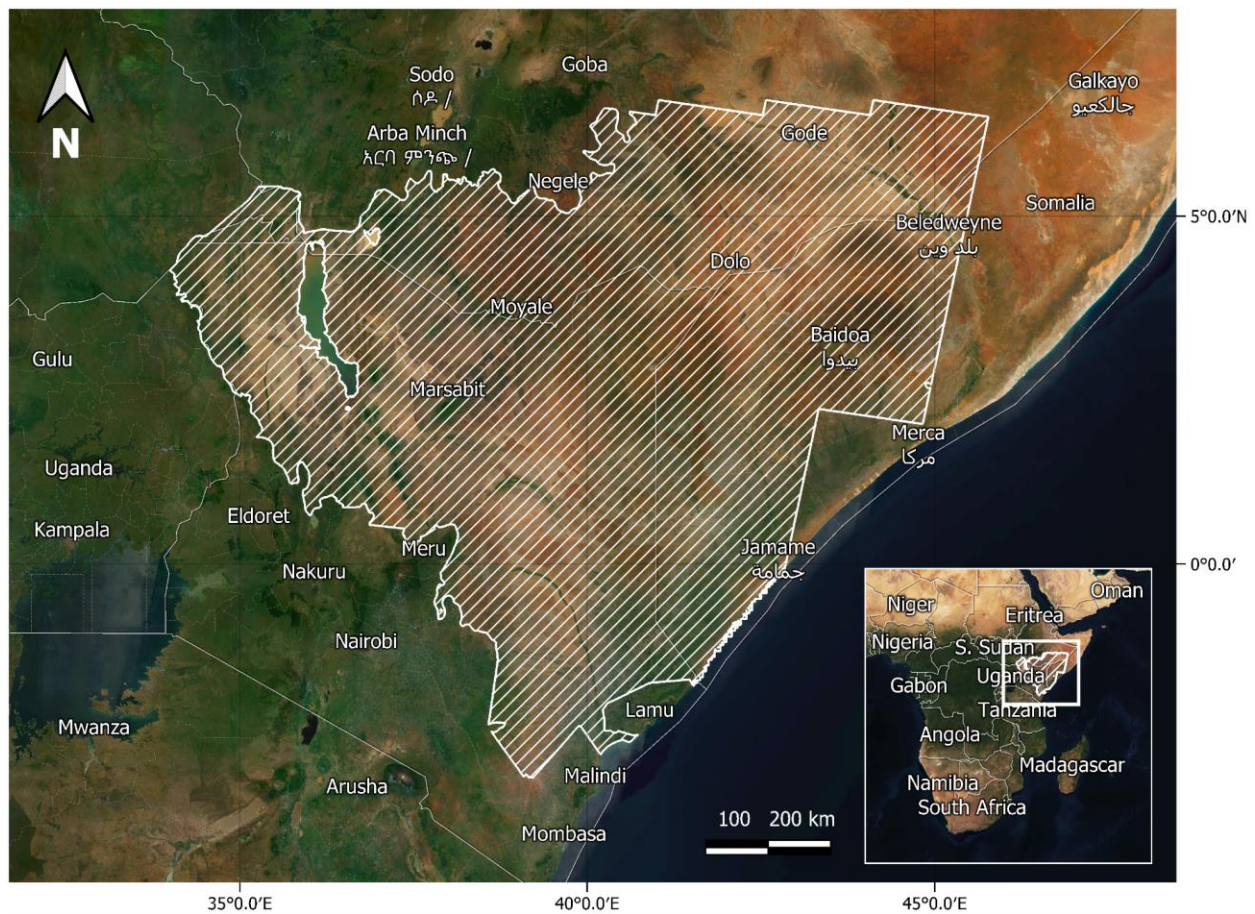 Goba
Sodo
ሶዶ /
Galkayo
جالكعيو
N
Arba Minch
አርባ ምንጭ /
Gode
Negele
Somalia
5°0.0'N
Beledweyne
بلد وين
Dolo
Moyale
Baidoa
بيدوا
Gulu
Marsabit
Merca
مركا
Uganda
Eldoret
Kampala
Meru
Jamame
جمامة
0°0.0'
Nakuru
Nairobi
Lamu
Mwanza
Malindi
Arusha
Mombasa
100 200 km
Oman
Niger
Eritrea
Nigeria
S. Sudan
Uganda
Gabon
Tanzania
Angola
Madagascar
Namibia
South Africa
35°0.0'E
40°0.0'E
45°0.0'E